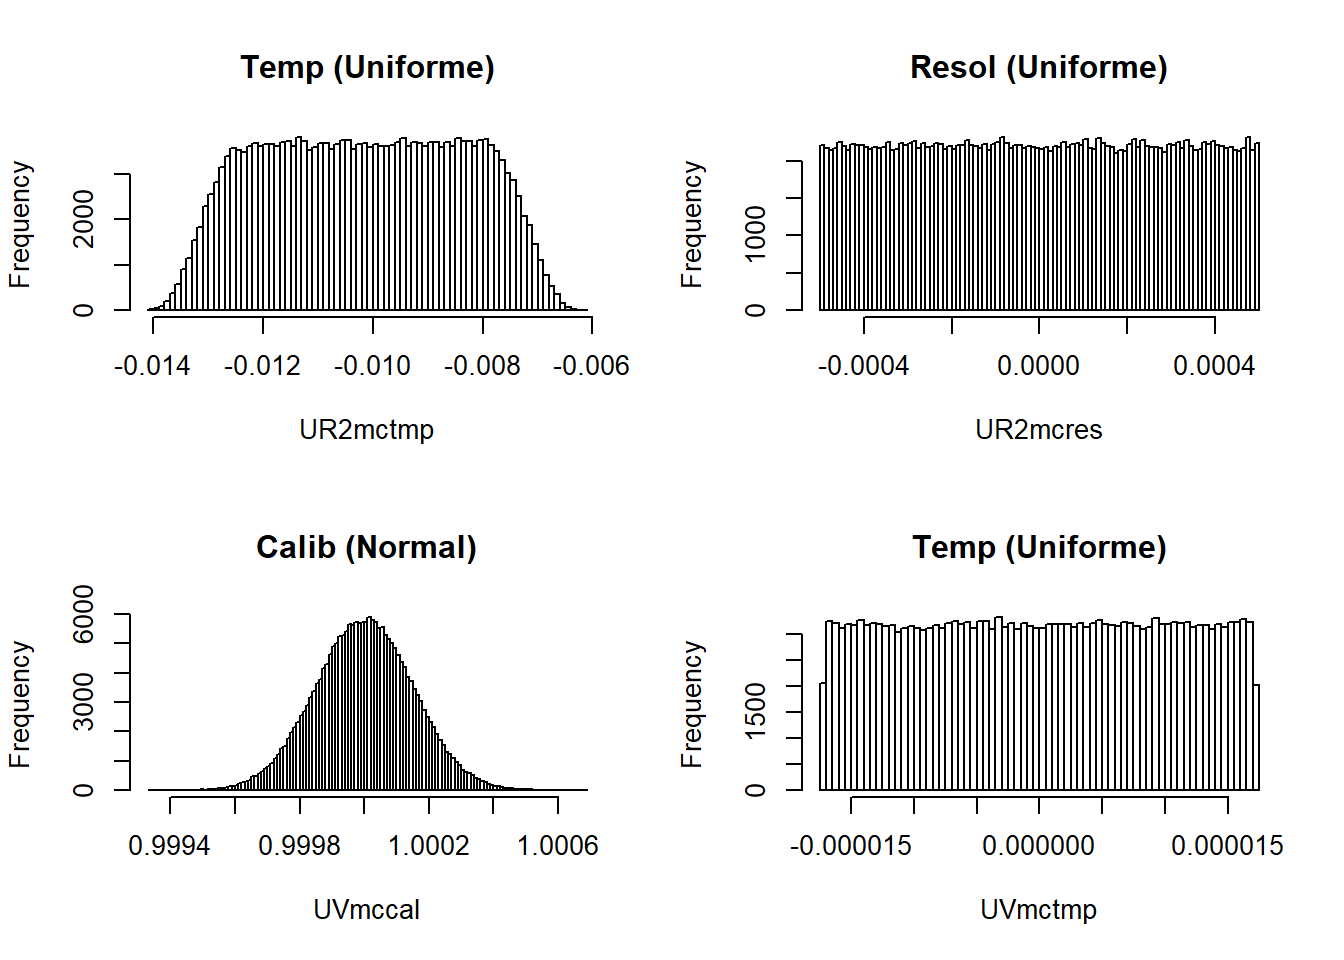 Temp (Uniforme)
Frequency
0 2000
-0.014 -0.012 -0.010 -0.008 -0.006
UR2mctmp
Resol (Uniforme)
Frequency
0 1000
-0.0004 0.0000 0.0004
UR2mcres
Calib (Normal)
Frequency
0 3000 6000
0.9994 0.9998 1.0002 1.0006
UVmccal
Temp (Uniforme)
Frequency
0 1500
-0.000015 0.000000 0.000015
UVmctmp